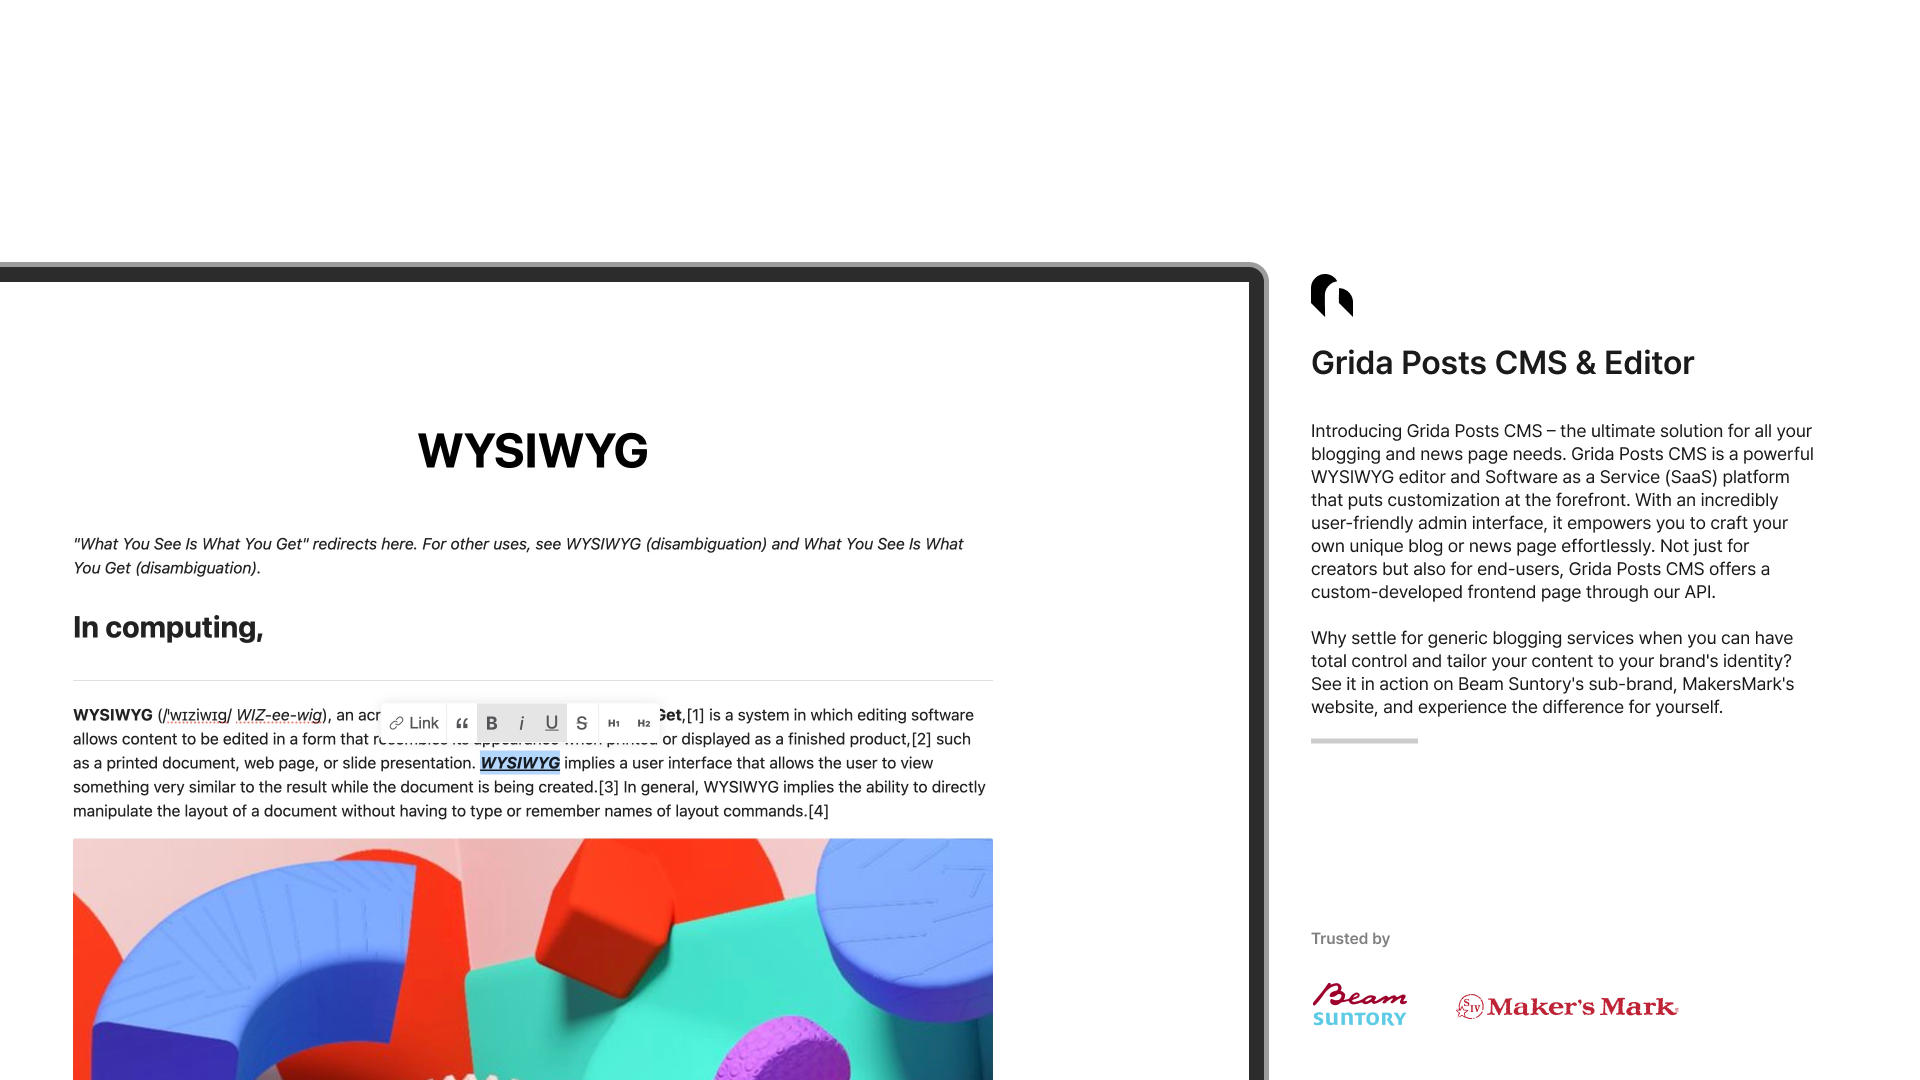 WYSIWYG
"What You See Is What You Get" redirects here. For other uses, see WYSIWYG (disambiguation) and What You See Is What
You Get (disambiguation).
In computing,
WYSIWYG (/ˈwɪziwɪɡ/ WIZ-ee-wig), an acr Get,[1] is a system in which editing software
Link “ B i U S H1 H2
allows content to be edited in a form that resembles its appearance when printed or displayed as a finished product,[2] such
as a printed document, web page, or slide presentation. WYSIWYG implies a user interface that allows the user to view
something very similar to the result while the document is being created.[3] In general, WYSIWYG implies the ability to directly
manipulate the layout of a document without having to type or remember names of layout commands.[4]
Grida Posts CMS & Editor
Introducing Grida Posts CMS – the ultimate solution for all your
blogging and news page needs. Grida Posts CMS is a powerful
WYSIWYG editor and Software as a Service (SaaS) platform
that puts customization at the forefront. With an incredibly
user-friendly admin interface, it empowers you to craft your
own unique blog or news page effortlessly. Not just for
creators but also for end-users, Grida Posts CMS offers a
custom-developed frontend page through our API.
Why settle for generic blogging services when you can have
total control and tailor your content to your brand's identity?
See it in action on Beam Suntory's sub-brand, MakersMark's
website, and experience the difference for yourself.
Trusted by
Beam
SUNTORY
S IV Maker's Mark